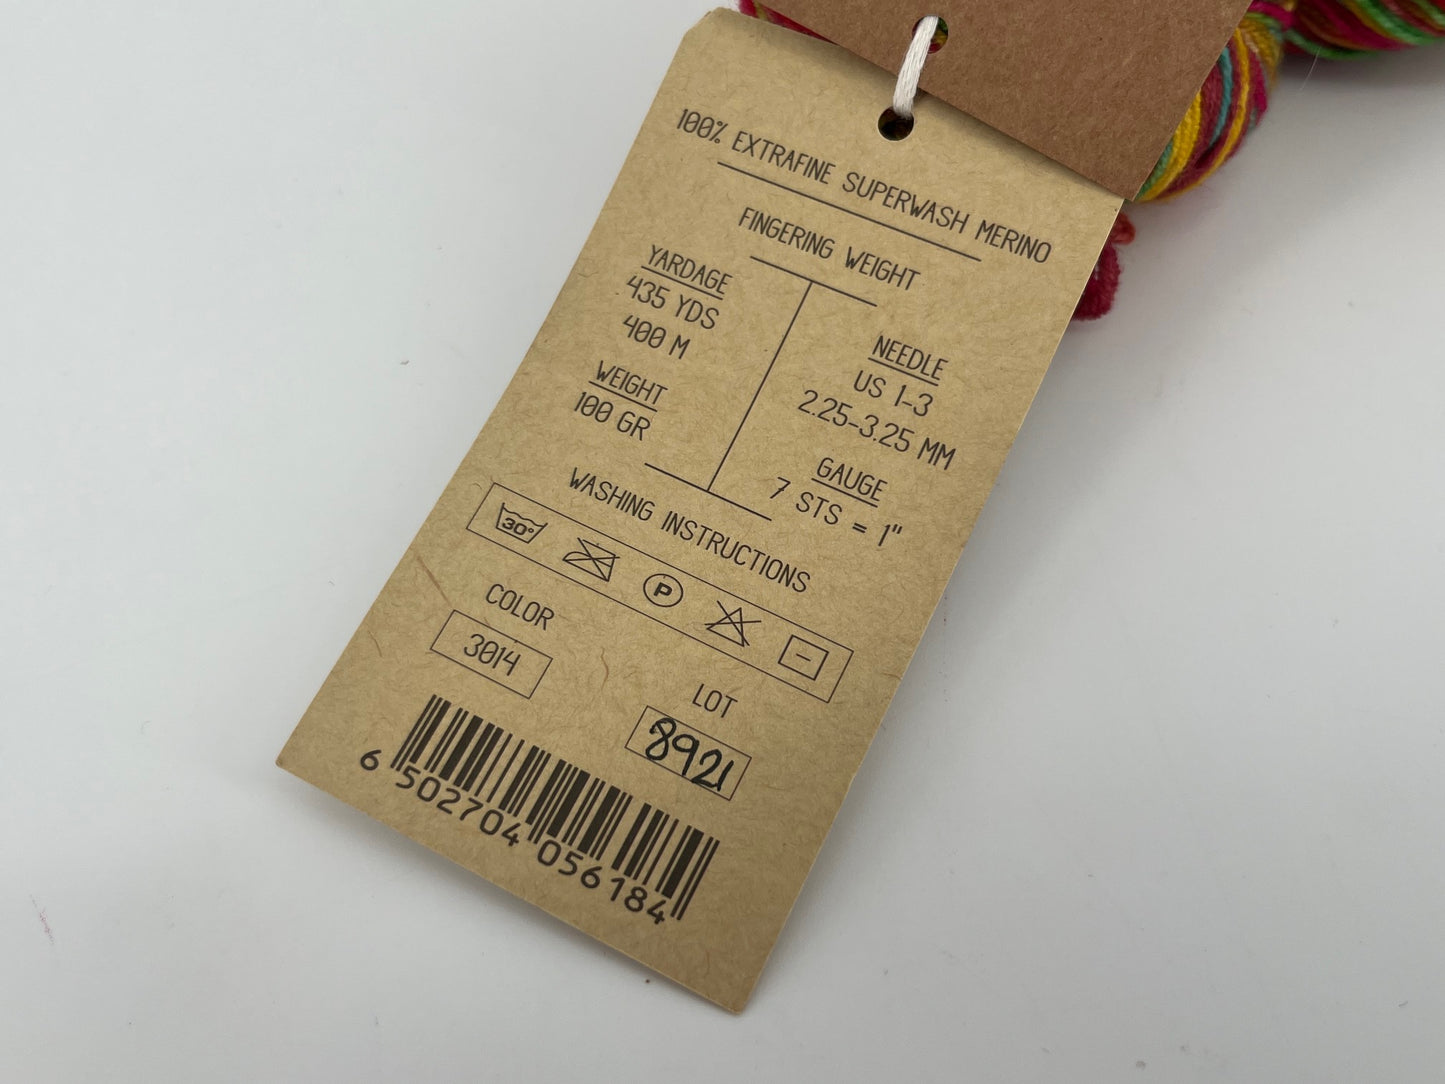 100% EXTRAFINE SUPERWASH MERINO
FINGERING WEIGHT
YARDAGE
435 YDS
400 M
WEIGHT
100 GR
NEEDLE
US 1-3
2.25-3.25 MM
GAUGE
7 STS = 1"
WASHING INSTRUCTIONS
30°
P
COLOR
3014
LOT
8921
6 502704 056184